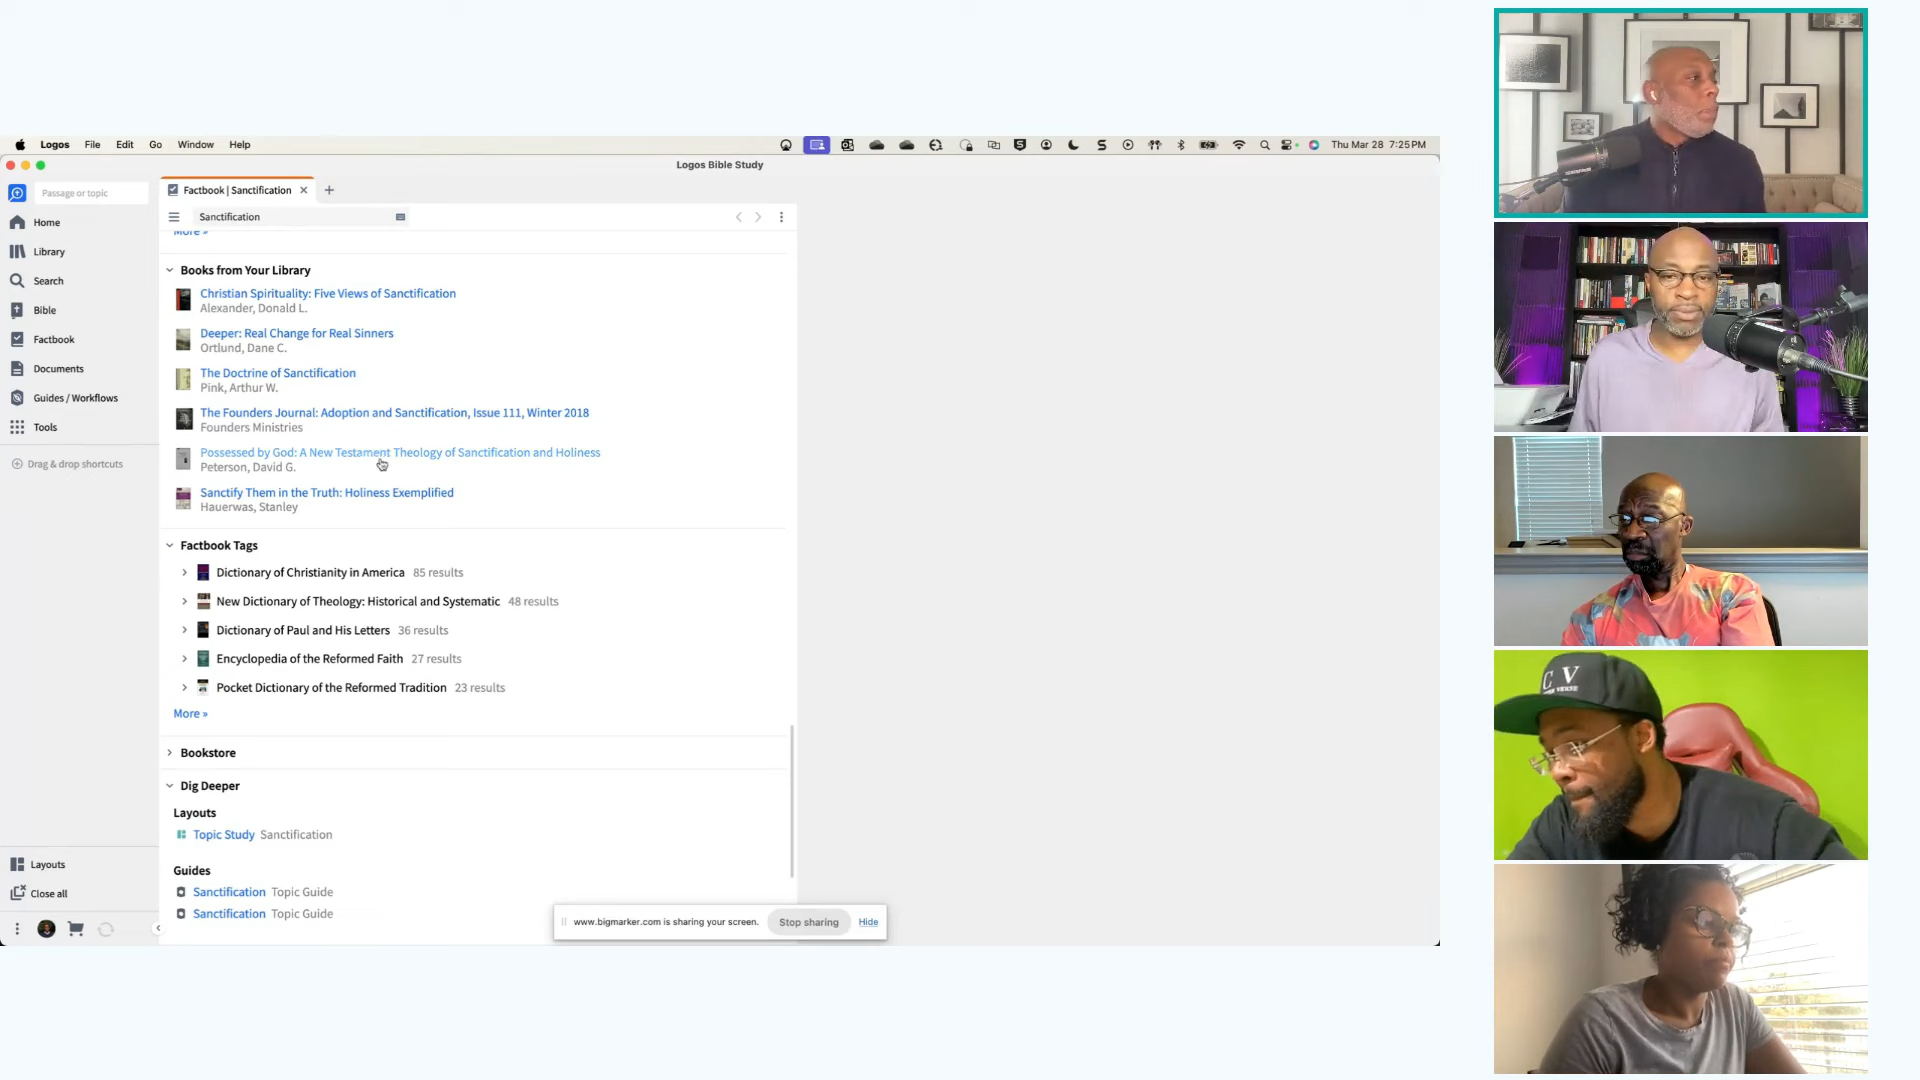 Logos File Edit Go Window Help
Thu Mar 28 7:25 PM
Logos Bible Study
Passage or topic
Home
Library
Search
Bible
Factbook
Documents
Guides / Workflows
Tools
Drag & drop shortcuts
Layouts
Close all
Factbook | Sanctification
Sanctification
More »
Books from Your Library
Christian Spirituality: Five Views of Sanctification
Alexander, Donald L.
Deeper: Real Change for Real Sinners
Ortlund, Dane C.
The Doctrine of Sanctification
Pink, Arthur W.
The Founders Journal: Adoption and Sanctification, Issue 111, Winter 2018
Founders Ministries
Possessed by God: A New Testament Theology of Sanctification and Holiness
Peterson, David G.
Sanctify Them in the Truth: Holiness Exemplified
Hauerwas, Stanley
Factbook Tags
Dictionary of Christianity in America 85 results
New Dictionary of Theology: Historical and Systematic 48 results
Dictionary of Paul and His Letters 36 results
Encyclopedia of the Reformed Faith 27 results
Pocket Dictionary of the Reformed Tradition 23 results
More »
Bookstore
Dig Deeper
Layouts
Topic Study Sanctification
Guides
Sanctification Topic Guide
Sanctification Topic Guide
www.bigmarker.com is sharing your screen. Stop sharing Hide
C V